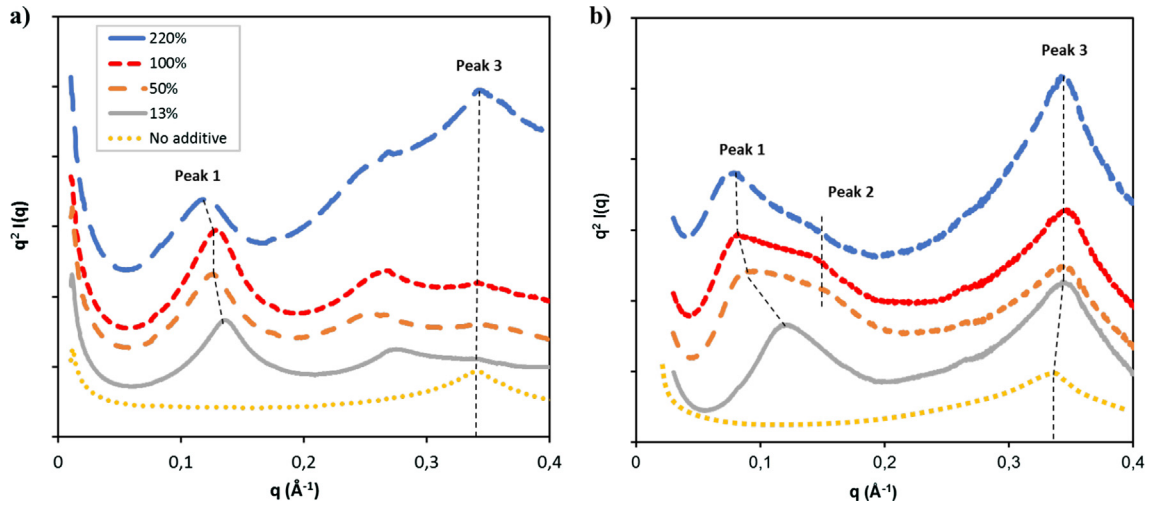 a)
220%
100%
50%
13%
No additive
Peak 1
Peak 3
q² I(q)
0
0,1
0,2
0,3
0,4
q (Å⁻¹)
b)
Peak 1
Peak 2
Peak 3
q² I(q)
0
0,1
0,2
0,3
0,4
q (Å⁻¹)